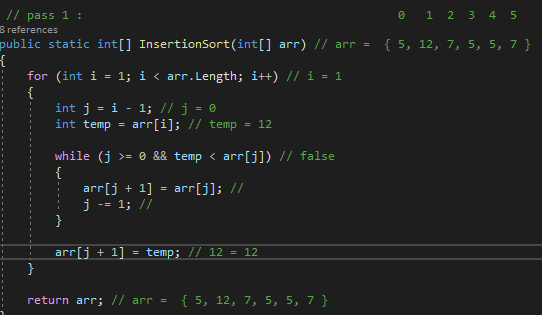 // pass 1 : 0 1 2 3 4 5
8 references
public static int[] InsertionSort(int[] arr) // arr = { 5, 12, 7, 5, 5, 7 }
{
for (int i = 1; i < arr.Length; i++) // i = 1
{
int j = i - 1; // j = 0
int temp = arr[i]; // temp = 12
while (j >= 0 && temp < arr[j]) // false
{
arr[j + 1] = arr[j]; //
j -= 1; //
}
arr[j + 1] = temp; // 12 = 12
}
return arr; // arr = { 5, 12, 7, 5, 5, 7 }
}